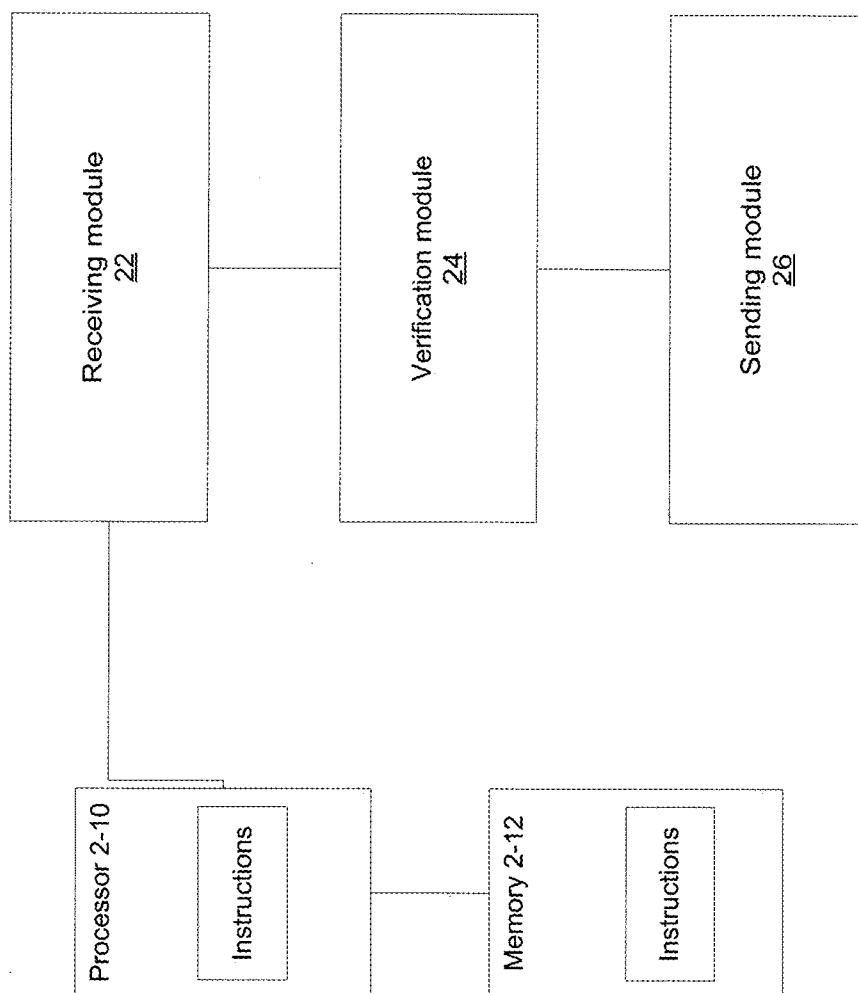 Processor 2-10
Instructions
Memory 2-12
Instructions
Receiving module
22
Verification module
24
Sending module
26